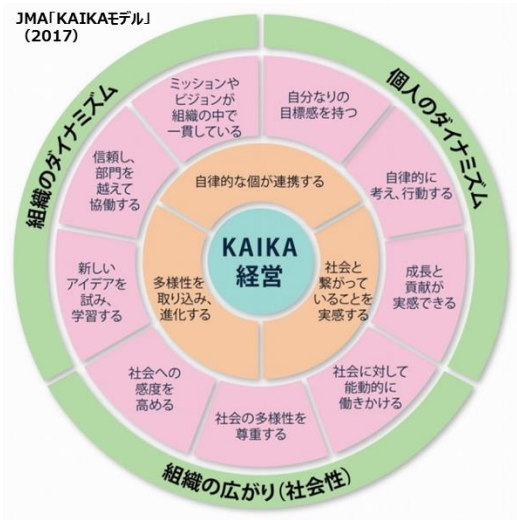 JMA「KAIKAモデル」
（2017）
組織のダイナミズム
個人のダイナミズム
組織の広がり（社会性）
ミッションや
ビジョンが
組織の中で
一貫している
自分なりの
目標感を持つ
自律的に
考え、行動する
成長と
貢献が
実感できる
社会に対して
能動的に
働きかける
社会の多様性を
尊重する
社会への
感度を
高める
新しい
アイデアを
試み、
学習する
信頼し、
部門を
越えて
協働する
自律的な個が連携する
社会と
繋がって
いることを
実感する
多様性を
取り込み、
進化する
KAIKA
経営